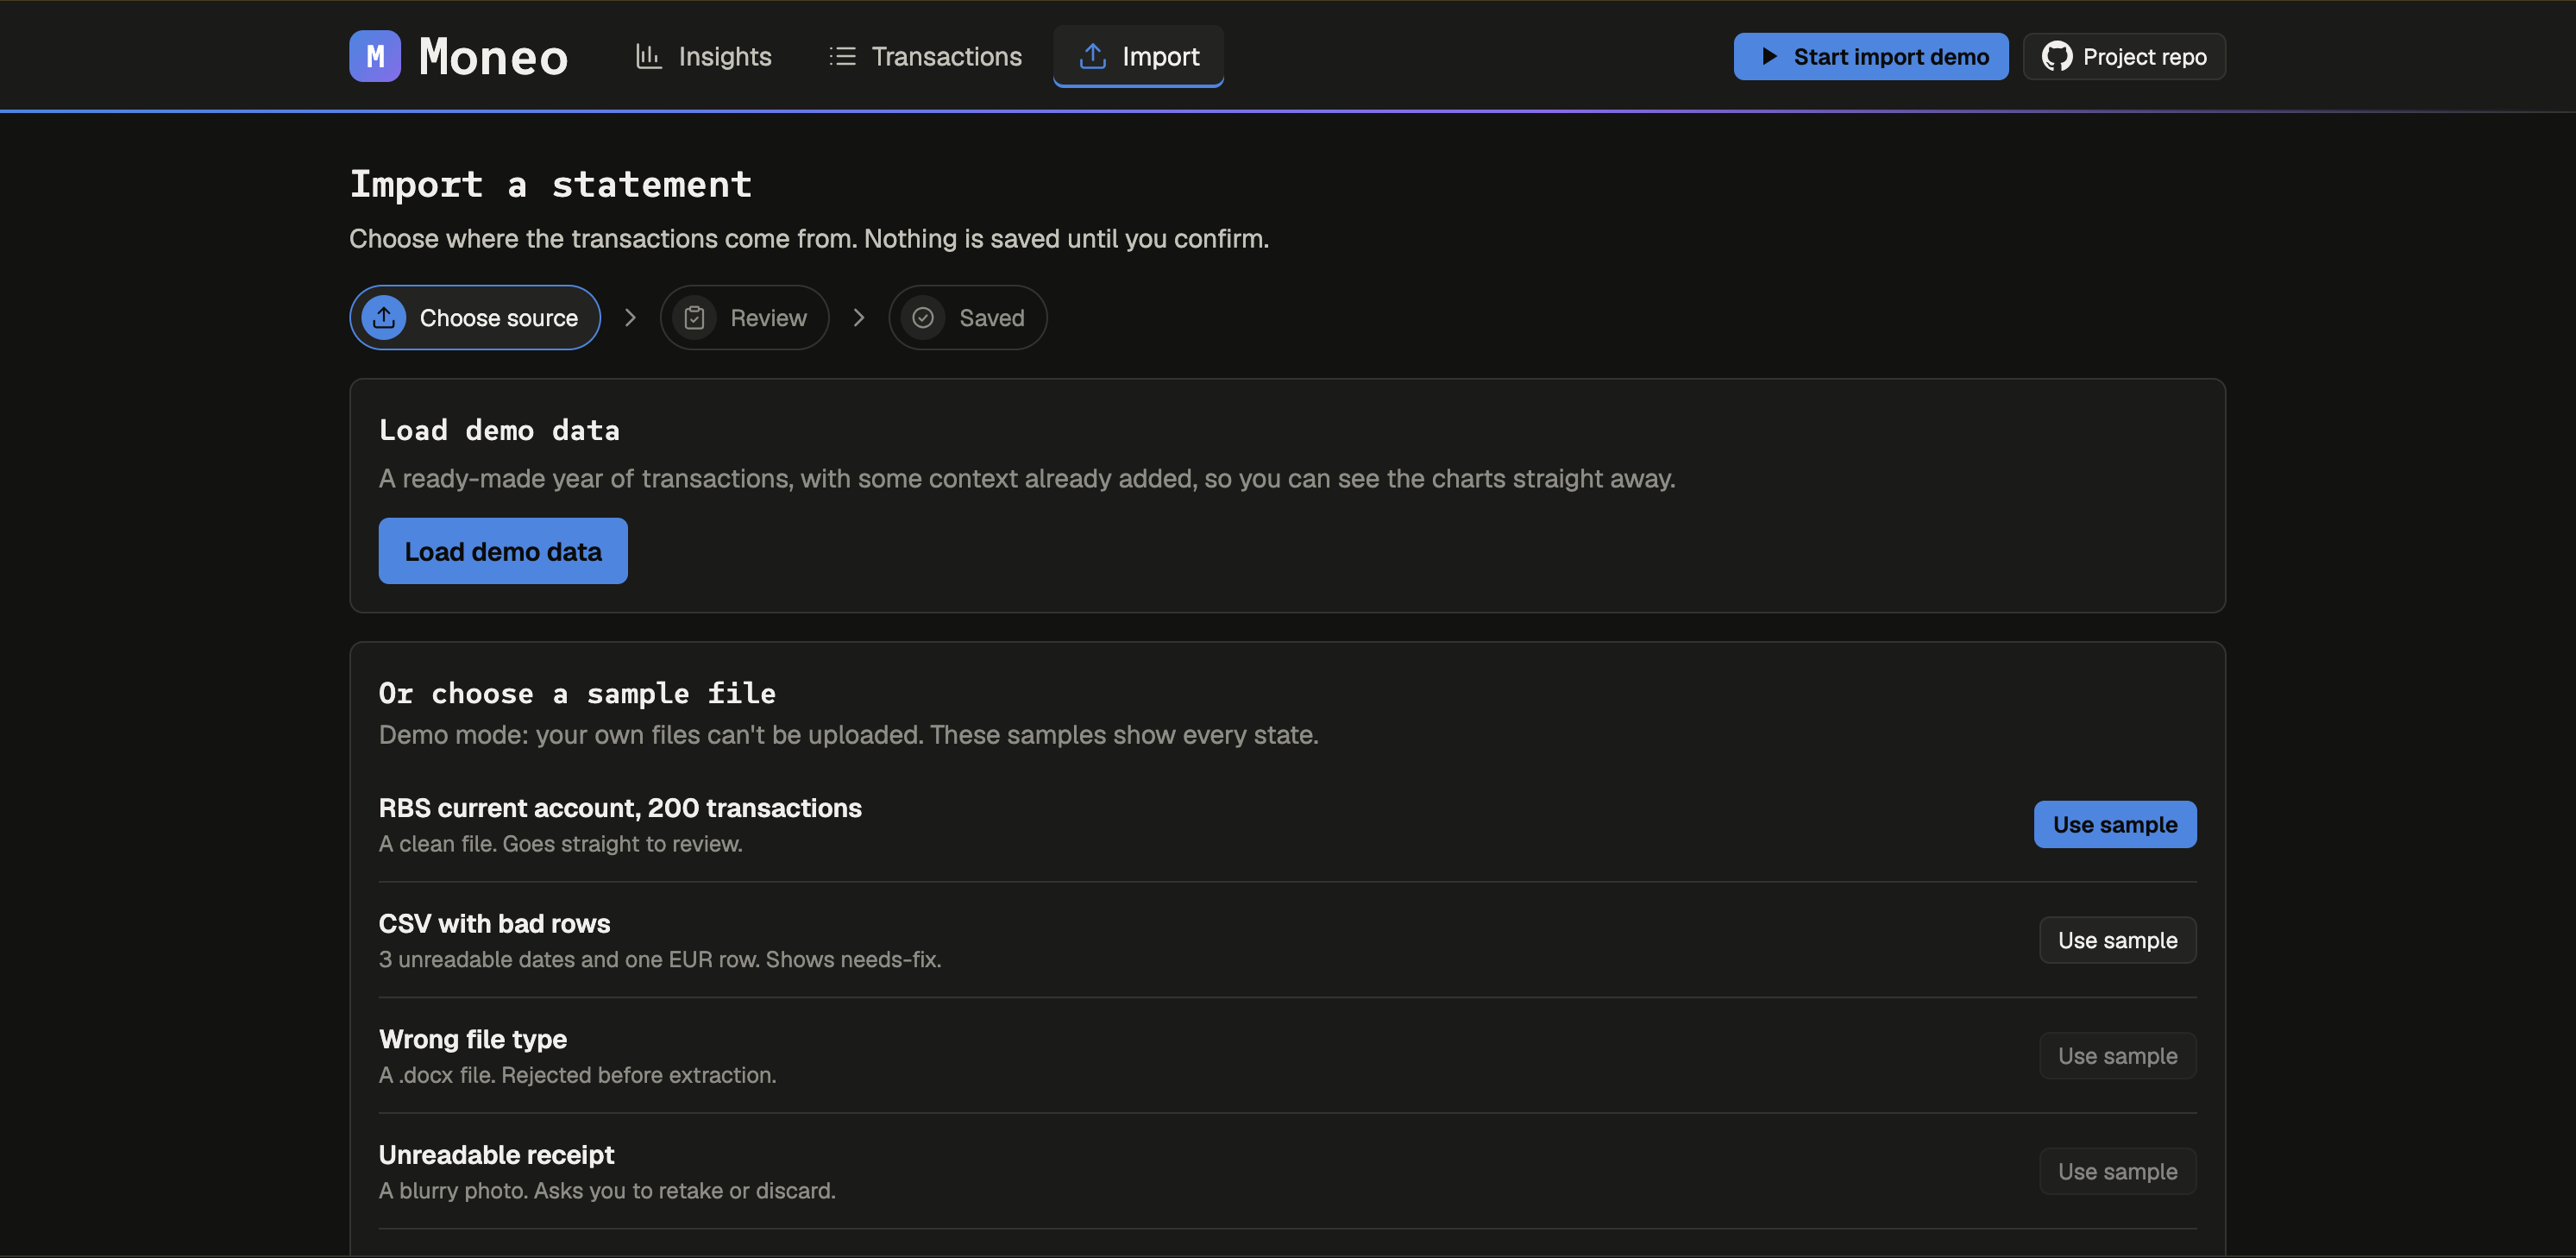 M Moneo
Insights
Transactions
Import
Start import demo
Project repo
Import a statement
Choose where the transactions come from. Nothing is saved until you confirm.
Choose source
Review
Saved
Load demo data
A ready-made year of transactions, with some context already added, so you can see the charts straight away.
Load demo data
Or choose a sample file
Demo mode: your own files can't be uploaded. These samples show every state.
RBS current account, 200 transactions
A clean file. Goes straight to review.
Use sample
CSV with bad rows
3 unreadable dates and one EUR row. Shows needs-fix.
Use sample
Wrong file type
A .docx file. Rejected before extraction.
Use sample
Unreadable receipt
A blurry photo. Asks you to retake or discard.
Use sample